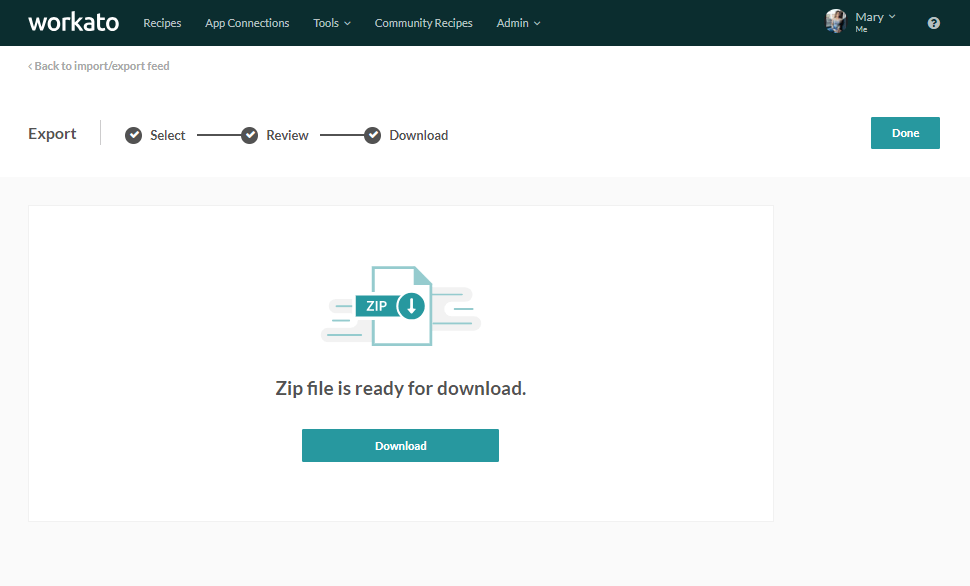 workato Recipes App Connections Tools Community Recipes Admin Mary
Me
Back to import/export feed
Export Select Review Download Done
ZIP
Zip file is ready for download.
Download